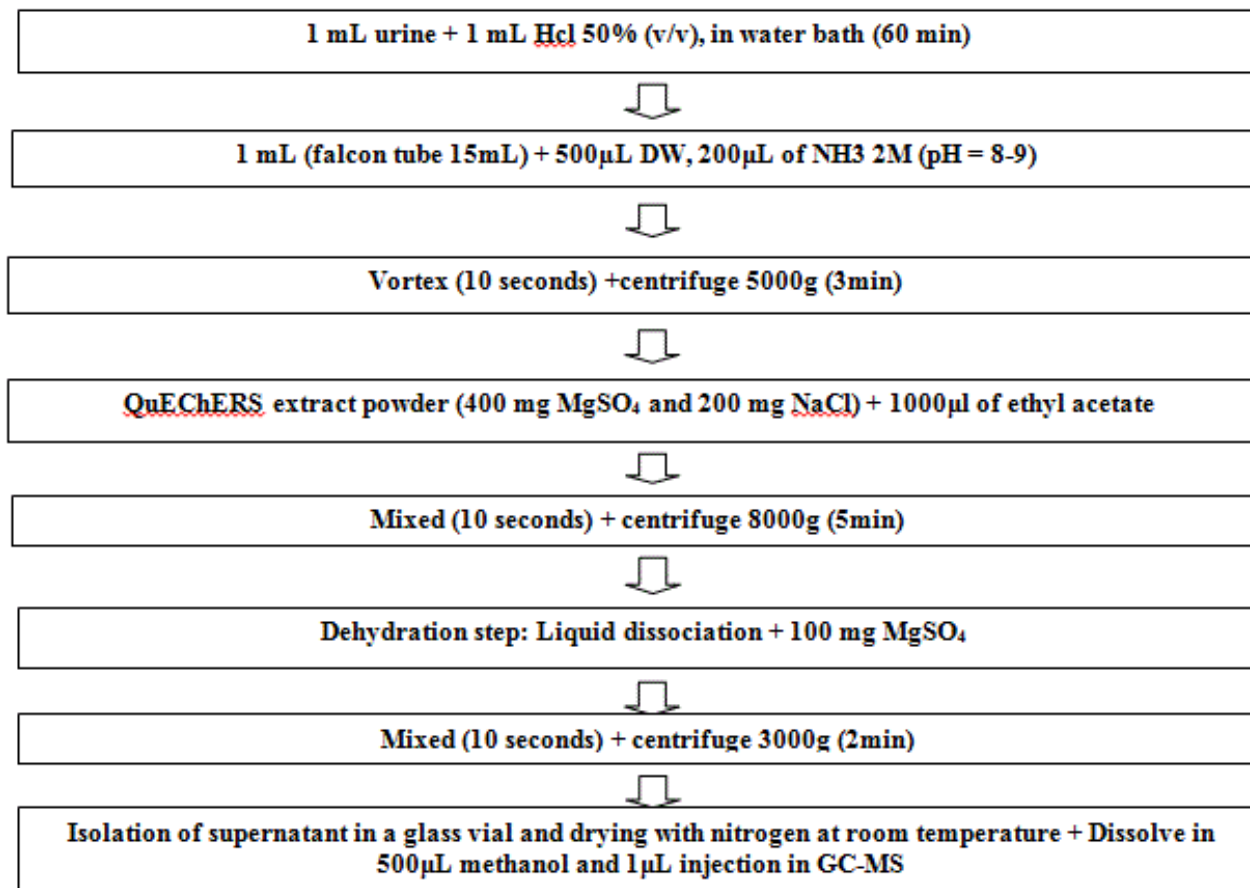 1 mL urine + 1 mL Hcl 50% (v/v), in water bath (60 min)
1 mL (falcon tube 15mL) + 500µL DW, 200µL of NH3 2M (pH = 8-9)
Vortex (10 seconds) +centrifuge 5000g (3min)
QuEChERS extract powder (400 mg MgSO₄ and 200 mg NaCl) + 1000µl of ethyl acetate
Mixed (10 seconds) + centrifuge 8000g (5min)
Dehydration step: Liquid dissociation + 100 mg MgSO₄
Mixed (10 seconds) + centrifuge 3000g (2min)
Isolation of supernatant in a glass vial and drying with nitrogen at room temperature + Dissolve in
500µL methanol and 1µL injection in GC-MS